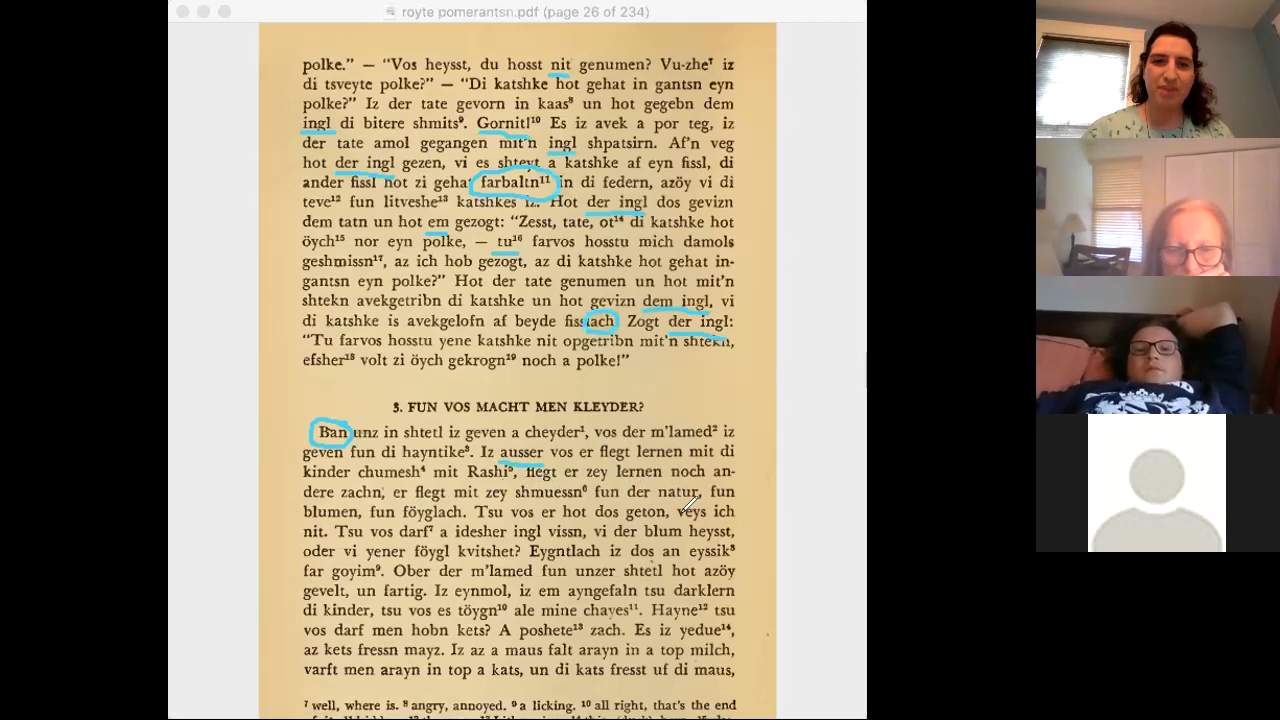 royte pomerantsn.pdf (page 26 of 234)
polke." — "Vos heysst, du hosst nit genumen? Vu-zhe⁷ iz
di tsveyte polke?" — "Di katshke hot gehat in gantsn eyn
polke?" Iz der tate gevorn in kaas⁸ un hot gegebn dem
ingl di bitere shmits⁹. Gornitl¹⁰ Es iz avek a por teg, iz
der tate amol gegangen mit'n ingl shpatsirn. Af'n veg
hot der ingl gezen, vi es shteyt a katshke af eyn fissl, di
ander fissl hot zi gehat farbaltn¹¹ in di federn, azöy vi di
teve¹² fun litveshe¹³ katshkes iz. Hot der ingl dos gevizn
dem tatn un hot em gezogt: "Zesst, tate, ot¹⁴ di katshke hot
öych¹⁵ nor eyn polke, — tu¹⁶ farvos hosstu mich damols
geshmissn¹⁷, az ich hob gezogt, az di katshke hot gehat in-
gantsn eyn polke?" Hot der tate genumen un hot mit'n
shtekn avekgetribn di katshke un hot gevizn dem ingl, vi
di katshke is avekgelofn af beyde fisslach Zogt der ingl:
"Tu farvos hosstu yene katshke nit opgetribn mit'n shtekn,
efsher¹⁸ volt zi öych gekrogn¹⁹ noch a polke!"
3. FUN VOS MACHT MEN KLEYDER?
Ban unz in shtetl iz geven a cheyder¹, vos der m'lamed² iz
geven fun di hayntike³. Iz ausser vos er flegt lernen mit di
kinder chumesh⁴ mit Rashi⁵, flegt er zey lernen noch an-
dere zachn, er flegt mit zey shmuessn⁶ fun der natur, fun
blumen, fun föyglach. Tsu vos er hot dos geton, veys ich
nit. Tsu vos darf⁷ a idesher ingl vissn, vi der blum heysst,
oder vi yener föygl kvitshet? Eygntlach iz dos an eyssik⁸
far goyim⁹. Ober der m'lamed fun unzer shtetl hot azöy
gevelt, un fartig. Iz eynmol, iz em ayngefaln tsu darklern
di kinder, tsu vos es töygn¹⁰ ale mine chayes¹¹. Hayne¹² tsu
vos darf men hobn kets? A poshete¹³ zach. Es iz yedue¹⁴,
az kets fressn mayz. Iz az a maus falt arayn in a top milch,
varft men arayn in top a kats, un di kats fresst uf di maus,
⁷ well, where is. ⁸ angry, annoyed. ⁹ a licking. ¹⁰ all right, that's the end